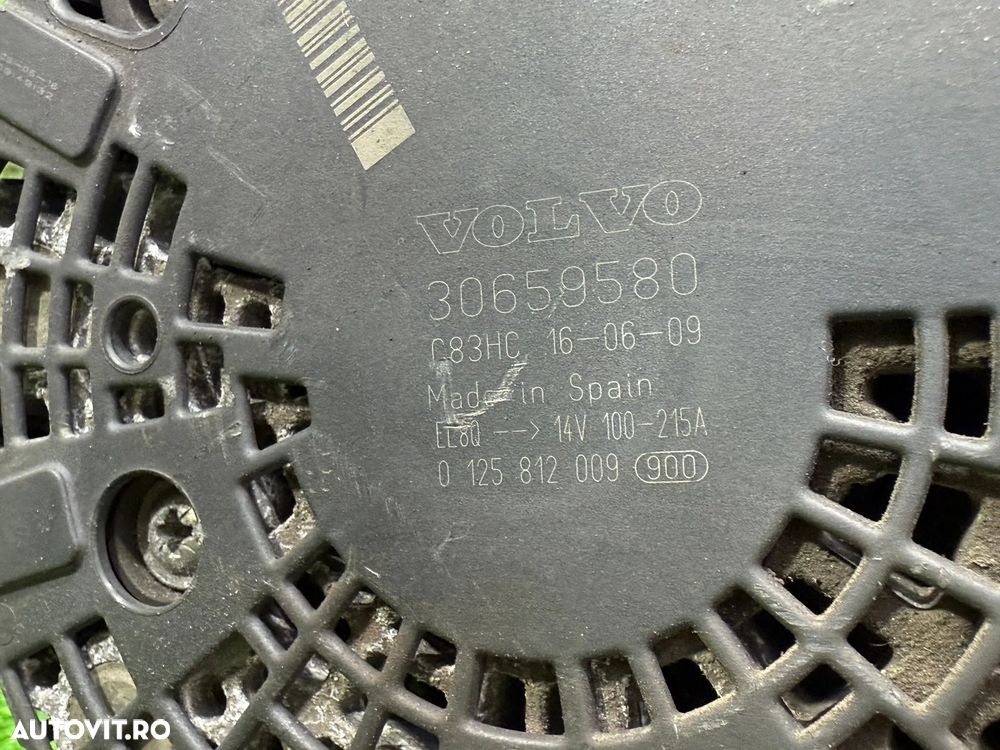 VOLVO
30659580
C83HC 16-06-09
Made in Spain
EL8Q --> 14V 100-215A
0 125 812 009 900
AUTOVIT.RO